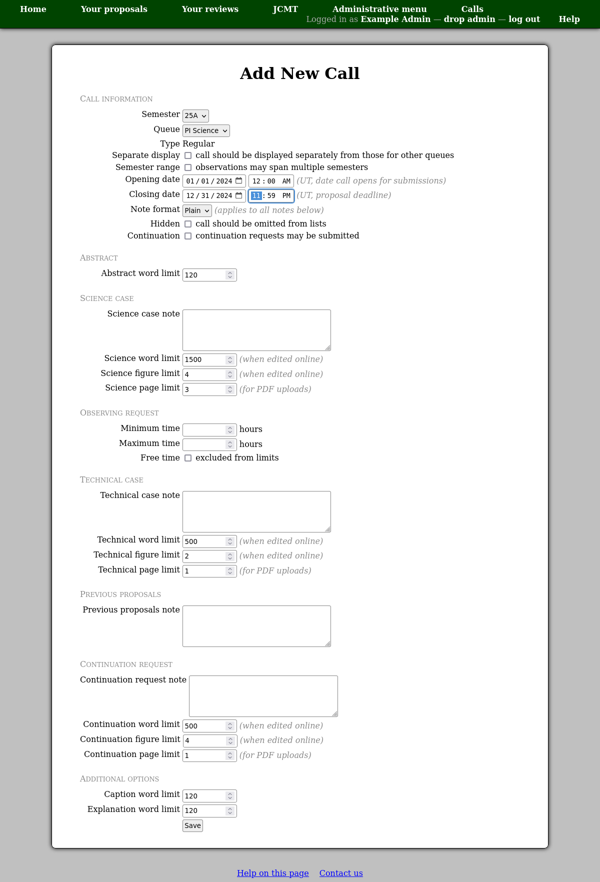 Home Your proposals Your reviews JCMT Administrative menu Calls
Logged in as Example Admin — drop admin — log out Help
Add New Call
Call information
Semester 25A
Queue PI Science
Type Regular
Separate display call should be displayed separately from those for other queues
Semester range observations may span multiple semesters
Opening date 01/01/2024 12:00 AM (UT, date call opens for submissions)
Closing date 12/31/2024 11:59 PM (UT, proposal deadline)
Note format Plain (applies to all notes below)
Hidden call should be omitted from lists
Continuation continuation requests may be submitted
Abstract
Abstract word limit 120
Science case
Science case note
Science word limit 1500 (when edited online)
Science figure limit 4 (when edited online)
Science page limit 3 (for PDF uploads)
Observing request
Minimum time hours
Maximum time hours
Free time excluded from limits
Technical case
Technical case note
Technical word limit 500 (when edited online)
Technical figure limit 2 (when edited online)
Technical page limit 1 (for PDF uploads)
Previous proposals
Previous proposals note
Continuation request
Continuation request note
Continuation word limit 500 (when edited online)
Continuation figure limit 4 (when edited online)
Continuation page limit 1 (for PDF uploads)
Additional options
Caption word limit 120
Explanation word limit 120
Save
Help on this page Contact us